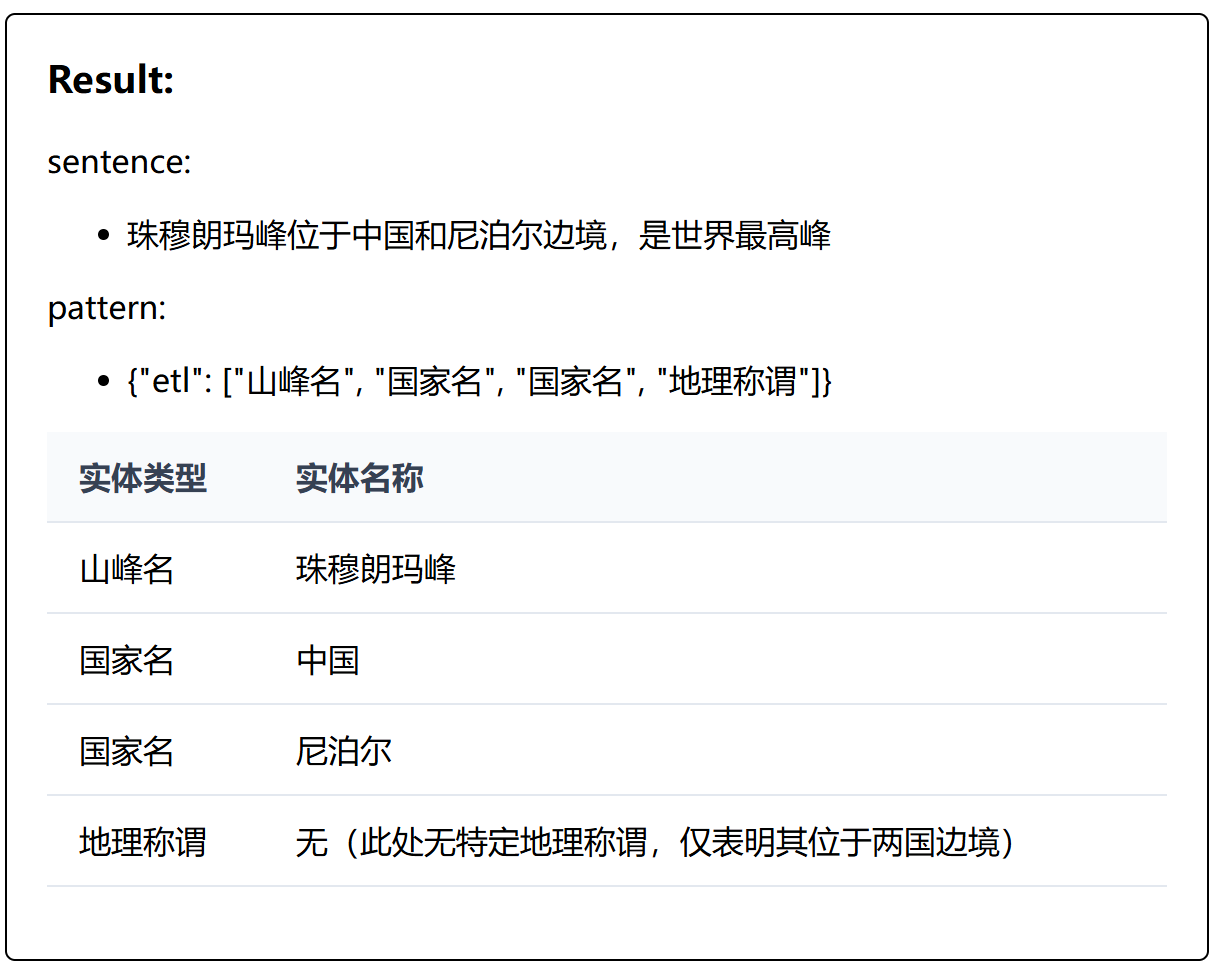 Result:
sentence:
• 珠穆朗玛峰位于中国和尼泊尔边境，是世界最高峰
pattern:
• {"etl": ["山峰名", "国家名", "国家名", "地理称谓"]}
实体类型 实体名称
山峰名 珠穆朗玛峰
国家名 中国
国家名 尼泊尔
地理称谓 无（此处无特定地理称谓，仅表明其位于两国边境）